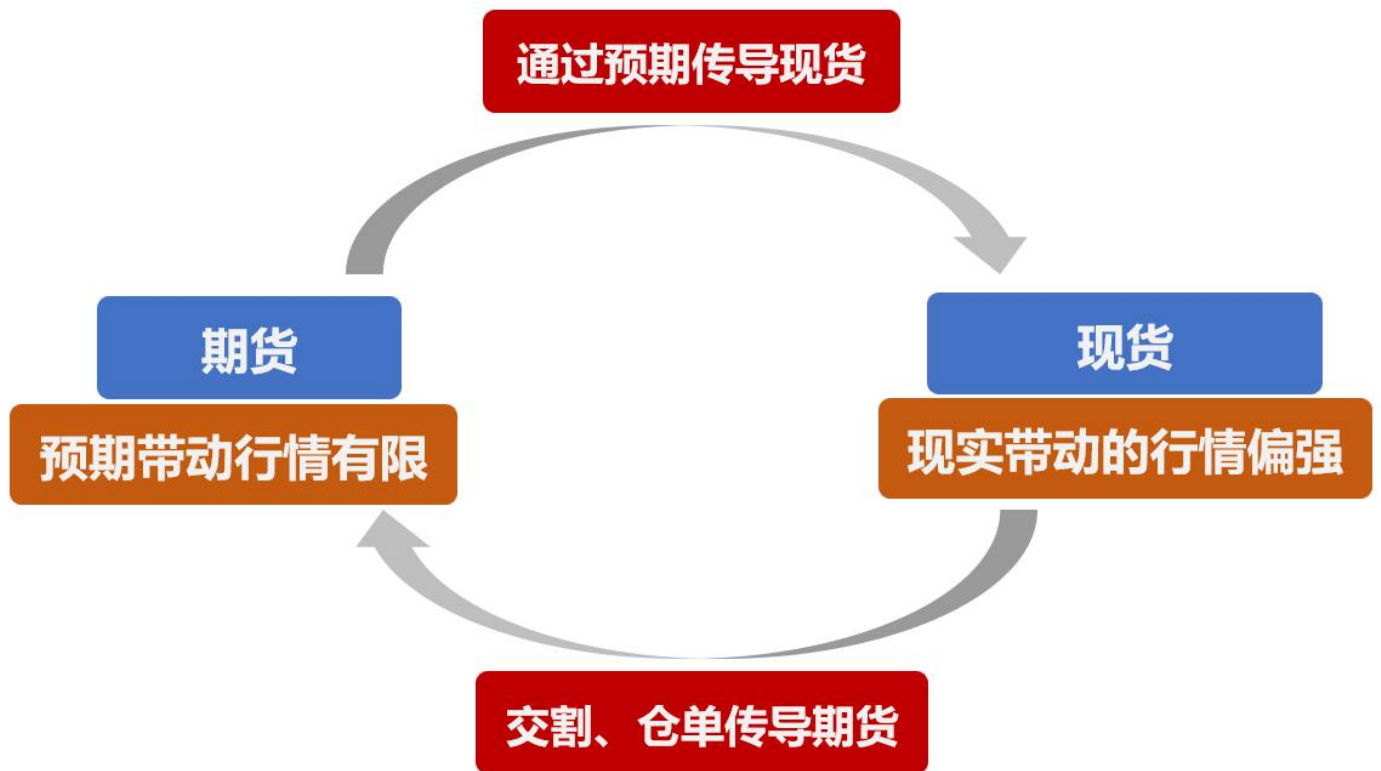 通过预期传导现货
期货
现货
预期带动行情有限
现实带动的行情偏强
交割、仓单传导期货